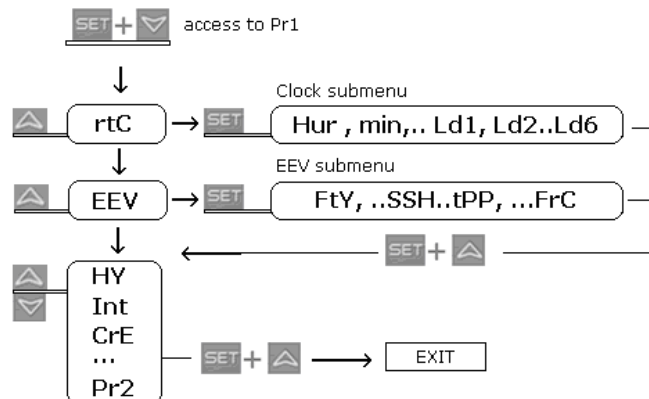 SET + access to Pr1
Clock submenu
rtC SET Hur , min,.. Ld1, Ld2..Ld6
EEV submenu
EEV SET FtY, ..SSH..tPP, ...FrC
SET +
HY
Int
CrE
...
Pr2
SET + EXIT